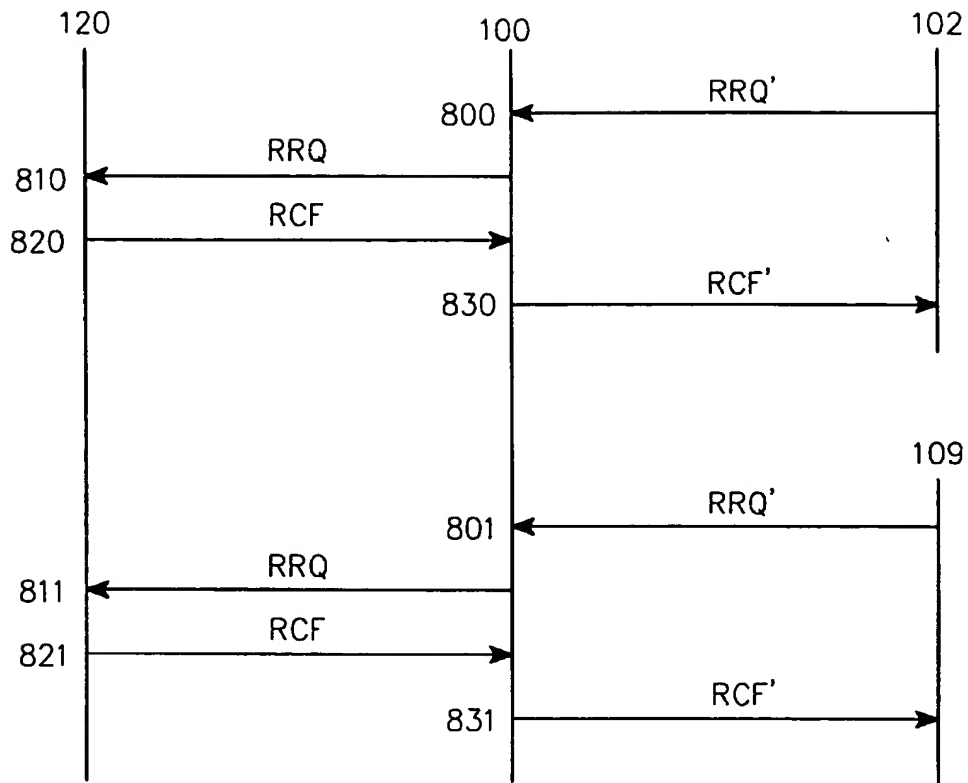 120 100 102
800 RRQ'
810 RRQ
820 RCF
830 RCF'
109
801 RRQ'
811 RRQ
821 RCF
831 RCF'